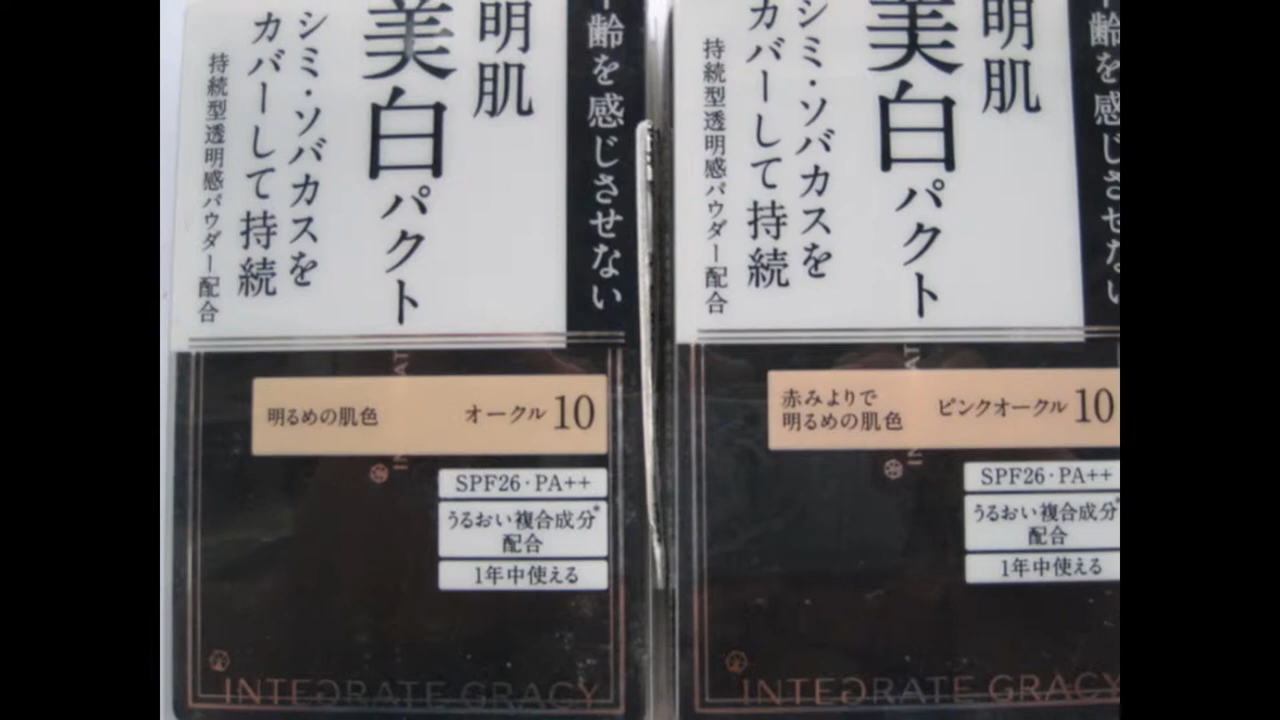 齢を感じさせない
明肌
美白パクト
シミ・ソバカスを
カバーして持続
持続型透明感パウダー配合
明るめの肌色
オークル10
SPF26・PA++
うるおい複合成分*
配合
1年中使える
INTEGRATE GRACY
齢を感じさせない
明肌
美白パクト
シミ・ソバカスを
カバーして持続
持続型透明感パウダー配合
赤みよりで
明るめの肌色
ピンクオークル10
SPF26・PA++
うるおい複合成分*
配合
1年中使える
INTEGRATE GRACY